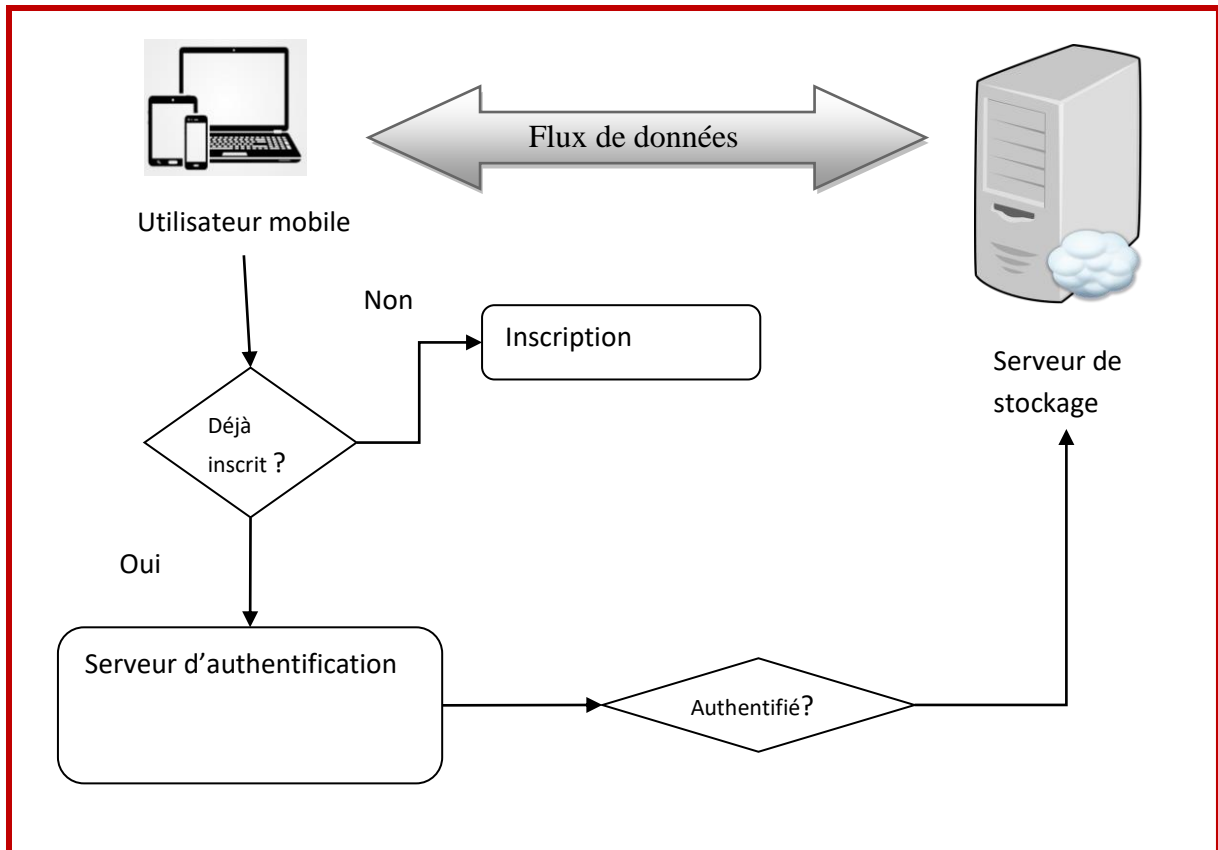 Flux de données
Utilisateur mobile
Non
Inscription
Serveur de
stockage
Déjà
inscrit ?
Oui
Serveur d’authentification
Authentifié?